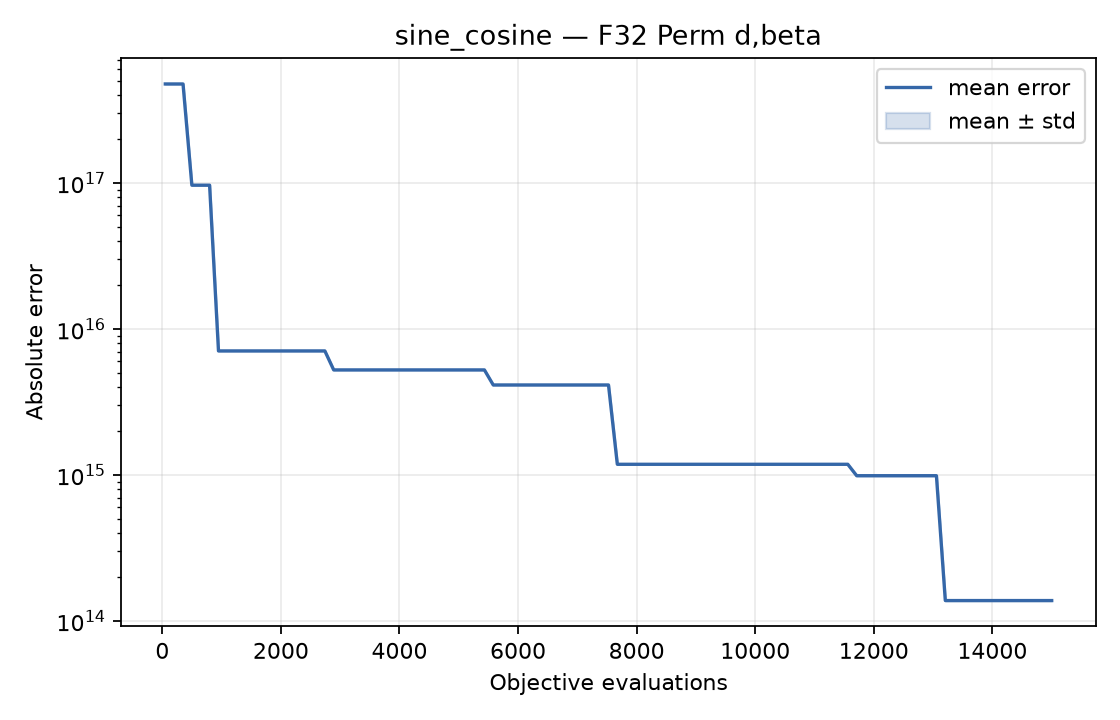 sine_cosine — F32 Perm d,beta
mean error
mean ± std
Absolute error
10^17
10^16
10^15
10^14
0 2000 4000 6000 8000 10000 12000 14000
Objective evaluations